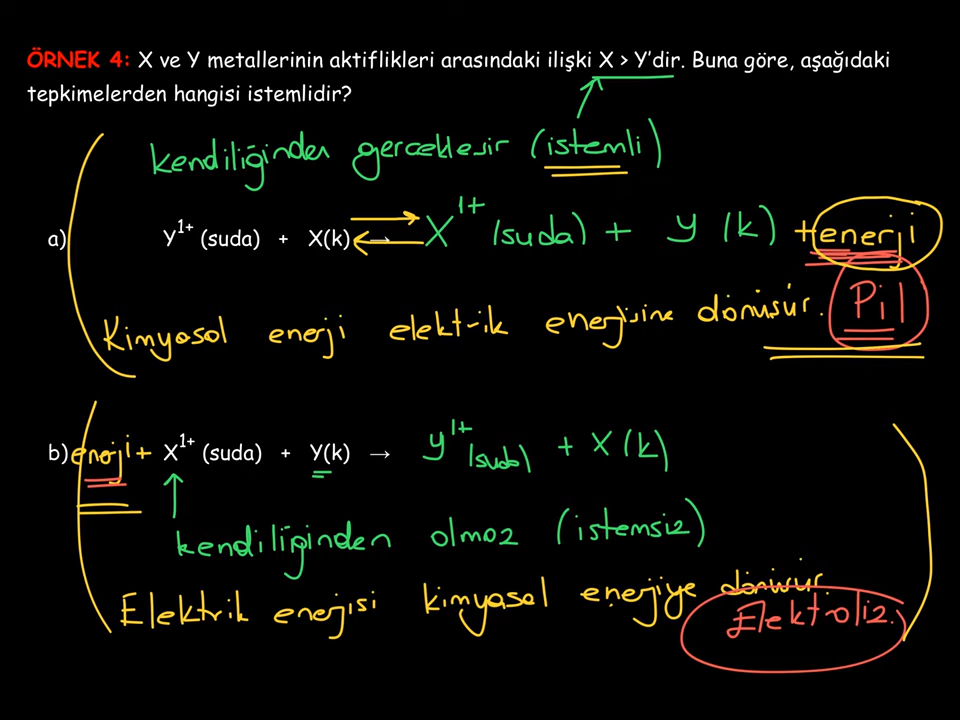 ÖRNEK 4: X ve Y metallerinin aktiflikleri arasındaki ilişki X > Y'dir. Buna göre, aşağıdaki
tepkimelerden hangisi istemlidir?
kendiliğinden gerçekleşir (istemli)
a) Y¹⁺ (suda) + X(k) → X¹⁺ (suda) + Y (k) + enerji
Kimyasal enerji elektrik enerjisine dönüşür. Pil
b) enerji + X¹⁺ (suda) + Y(k) → Y¹⁺ (suda) + X (k)
kendiliğinden olmaz (istemsiz)
Elektrik enerjisi kimyasal enerjiye dönüşür.
Elektroliz.